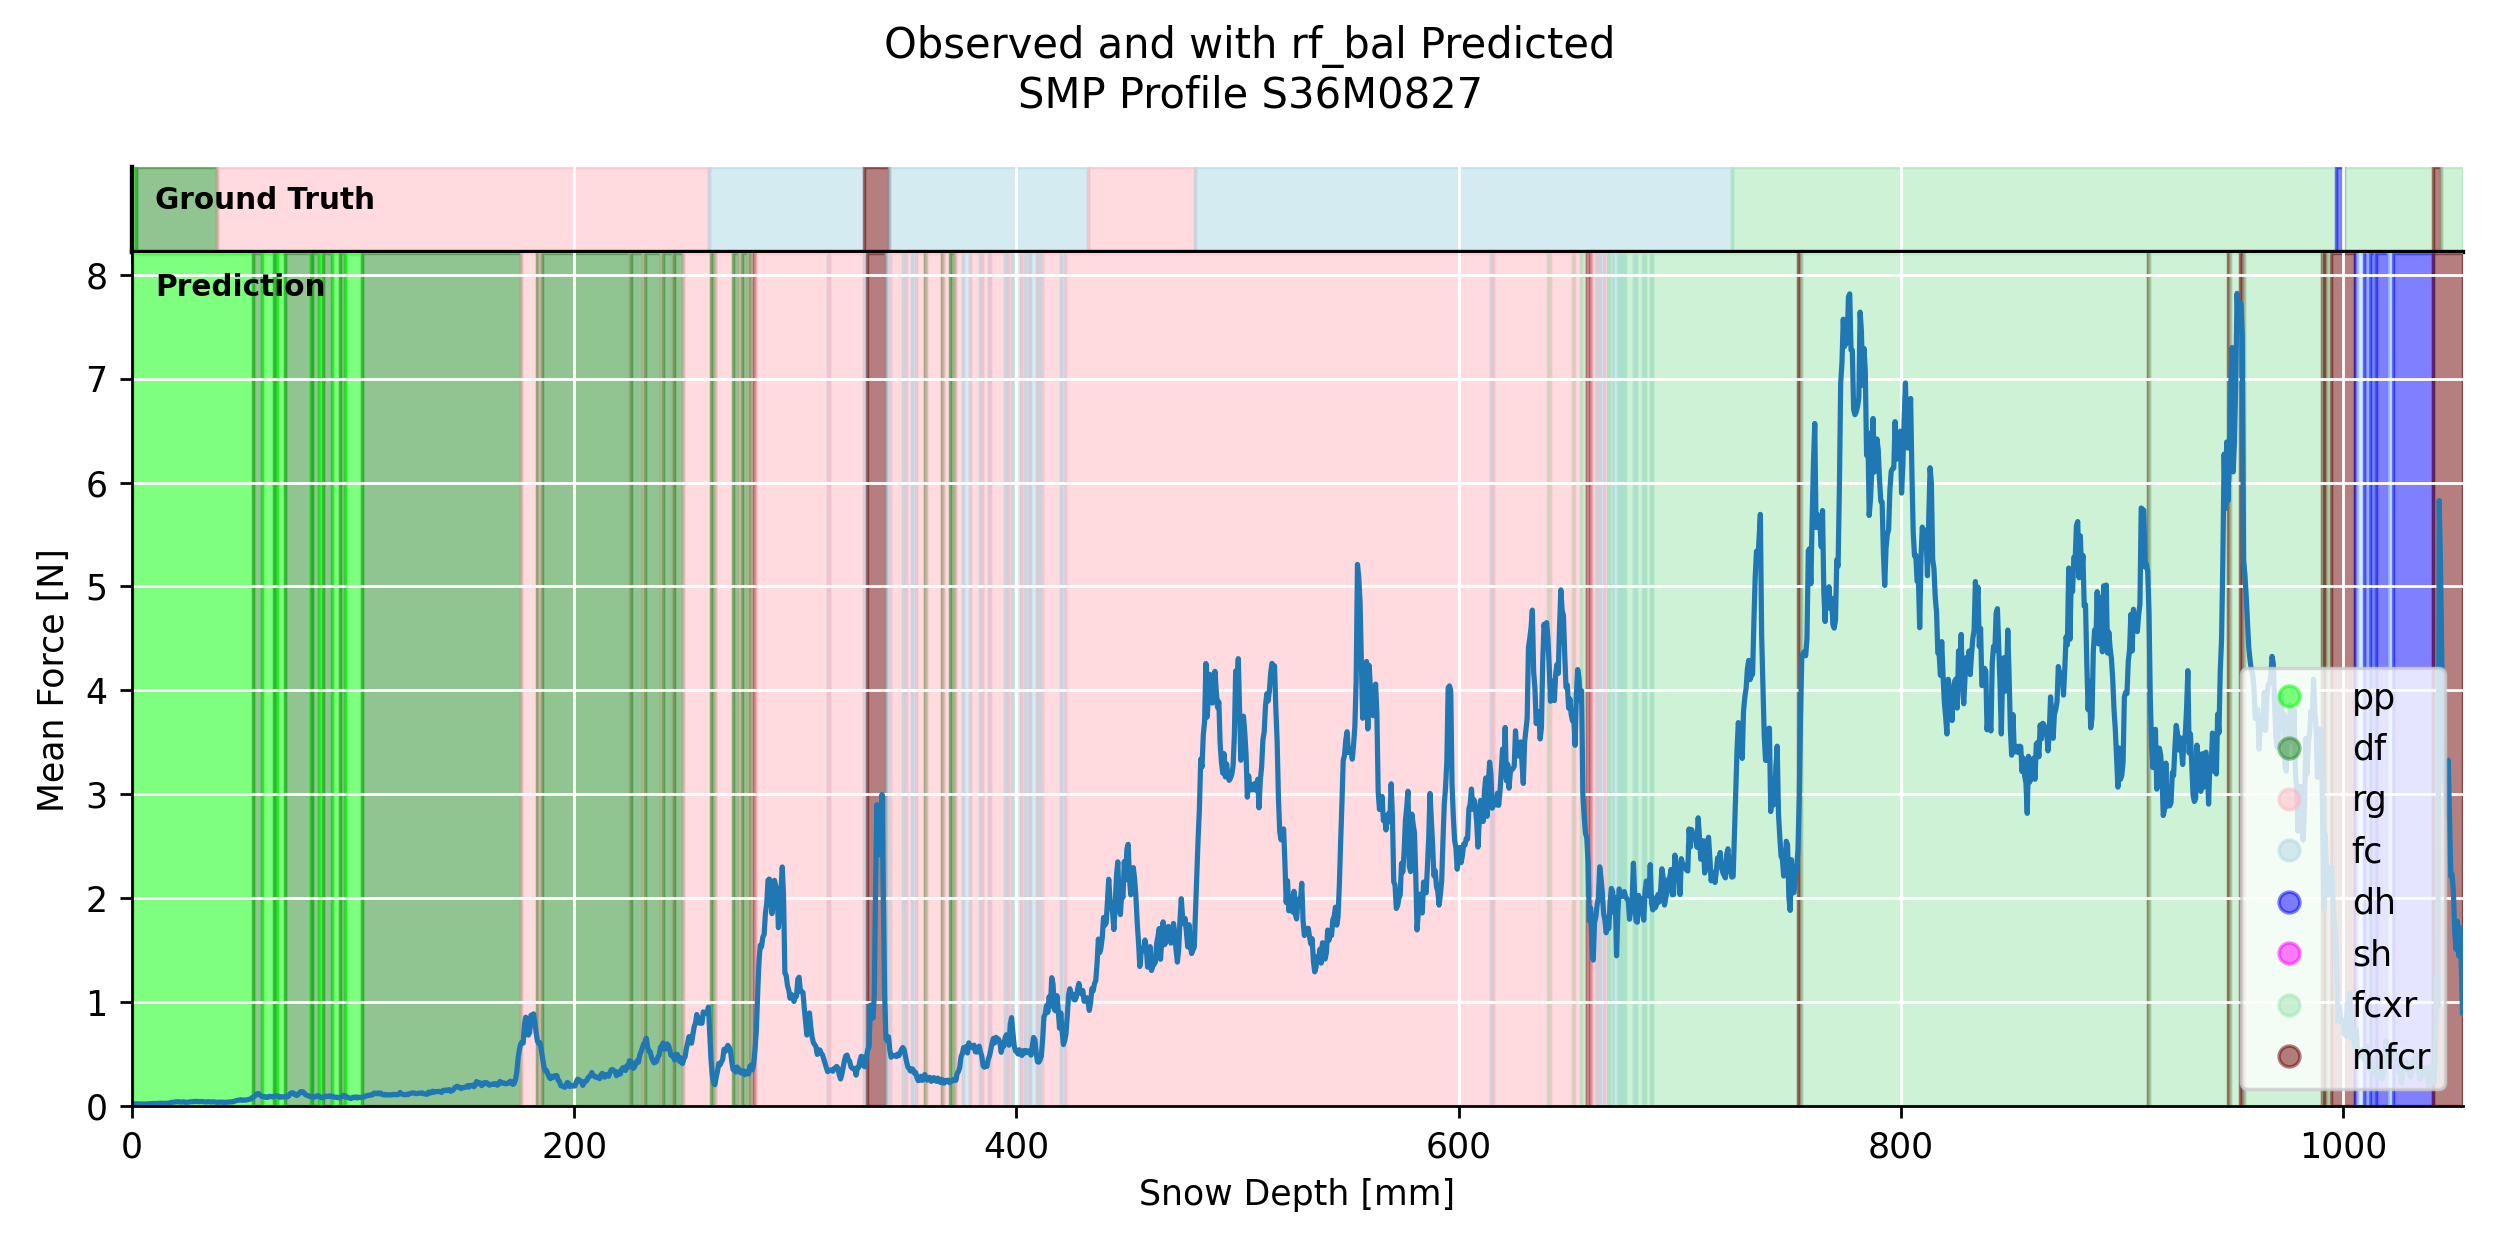 Observed and with rf_bal Predicted
SMP Profile S36M0827
Ground Truth
Prediction
8
7
6
5
4
3
2
1
0
Mean Force [N]
0 200 400 600 800 1000
Snow Depth [mm]
pp
df
rg
fc
dh
sh
fcxr
mfcr